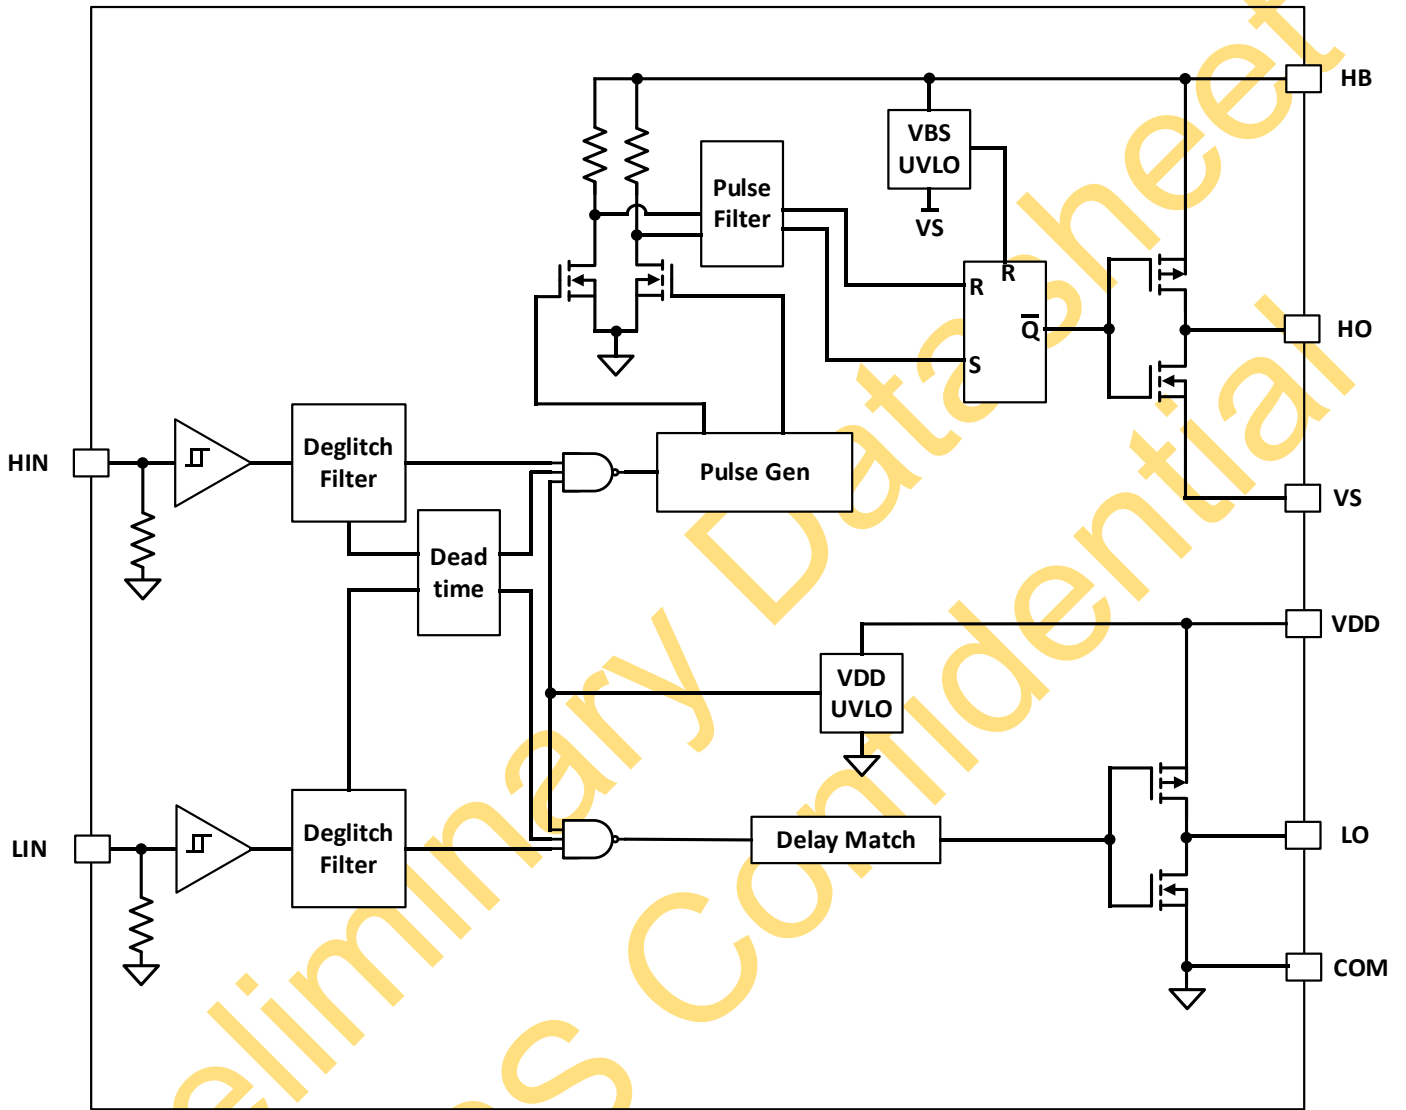 HB
VBS
UVLO
VS
Pulse
Filter
R
R
Q
S
HO
HIN
Deglitch
Filter
Pulse Gen
VS
Dead
time
VDD
VDD
UVLO
LIN
Deglitch
Filter
Delay Match
LO
COM
eliminary Datasheet
s Confidential